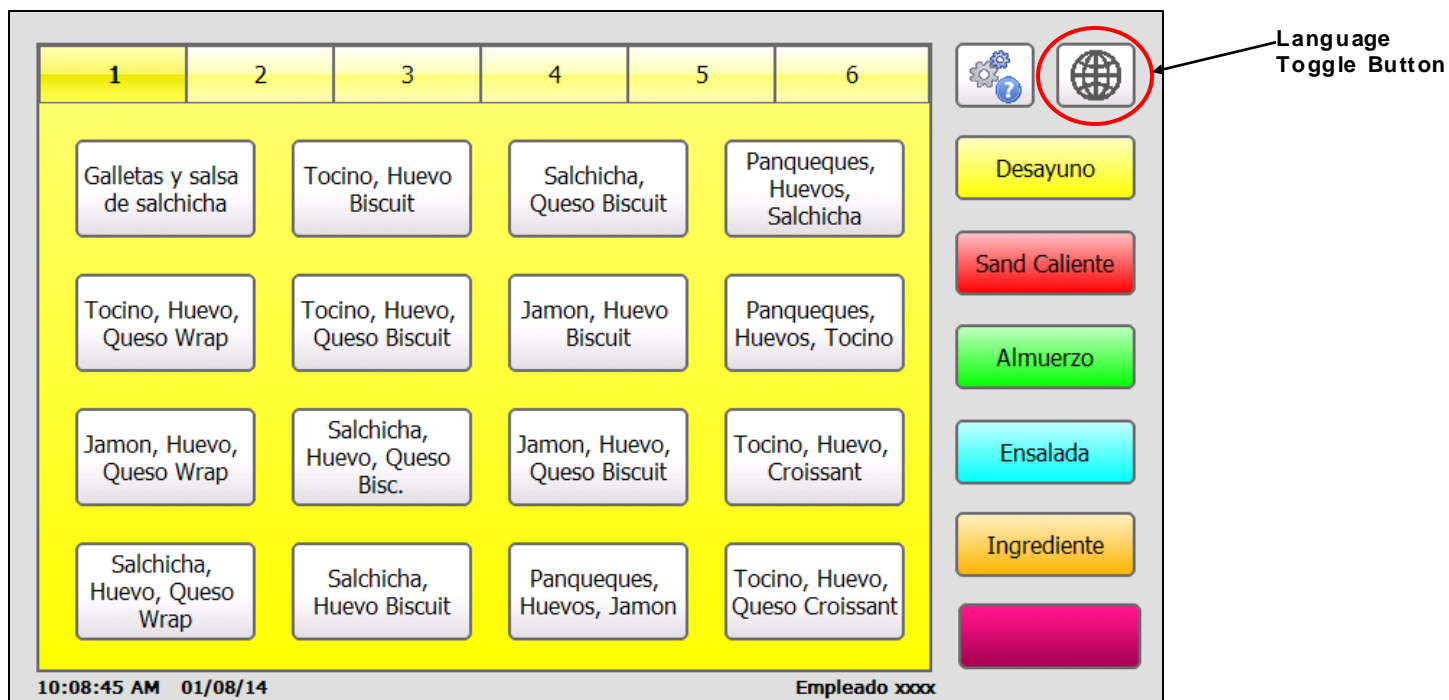 Language
Toggle Button
1 2 3 4 5 6
Galletas y salsa
de salchicha
Tocino, Huevo
Biscuit
Salchicha,
Queso Biscuit
Panqueques,
Huevos,
Salchicha
Desayuno
Sand Caliente
Tocino, Huevo,
Queso Wrap
Tocino, Huevo,
Queso Biscuit
Jamon, Huevo
Biscuit
Panqueques,
Huevos, Tocino
Almuerzo
Jamon, Huevo,
Queso Wrap
Salchicha,
Huevo, Queso
Bisc.
Jamon, Huevo,
Queso Biscuit
Tocino, Huevo,
Croissant
Ensalada
Ingrediente
Salchicha,
Huevo, Queso
Wrap
Salchicha,
Huevo Biscuit
Panqueques,
Huevos, Jamon
Tocino, Huevo,
Queso Croissant
10:08:45 AM 01/08/14
Empleado xxxx